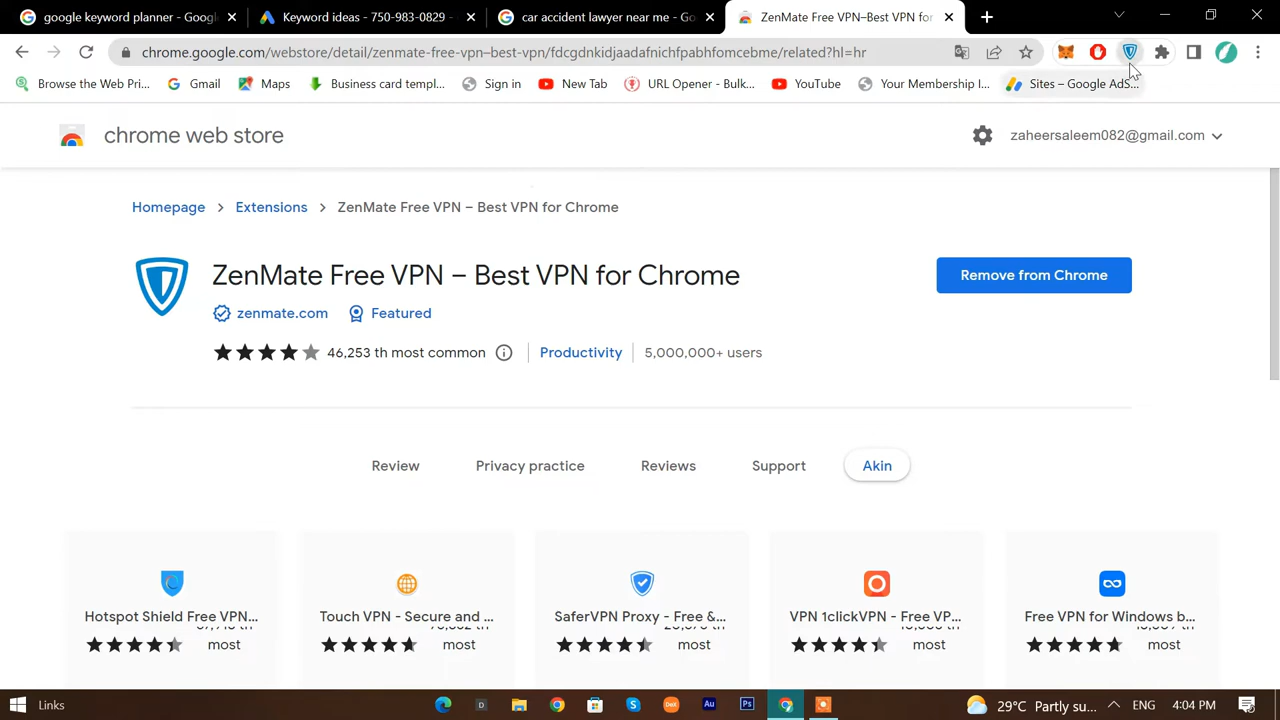 google keyword planner - Googl
Keyword ideas - 750-983-0829 -
car accident lawyer near me - Go
ZenMate Free VPN–Best VPN for
chrome.google.com/webstore/detail/zenmate-free-vpn–best-vpn/fdcgdnkidjaadafnichfpabhfomcebme/related?hl=hr
Browse the Web Pri...
Gmail
Maps
Business card templ...
Sign in
New Tab
URL Opener - Bulk...
YouTube
Your Membership I...
Sites – Google AdS...
chrome web store
zaheersaleem082@gmail.com
Homepage > Extensions > ZenMate Free VPN – Best VPN for Chrome
ZenMate Free VPN – Best VPN for Chrome
Remove from Chrome
zenmate.com
Featured
46,253 th most common
Productivity
5,000,000+ users
Review
Privacy practice
Reviews
Support
Akin
Hotspot Shield Free VPN...
Touch VPN - Secure and ...
SaferVPN Proxy - Free &...
VPN 1clickVPN - Free VP...
Free VPN for Windows b...
most
most
most
most
most
Links
29°C Partly su...
ENG
4:04 PM